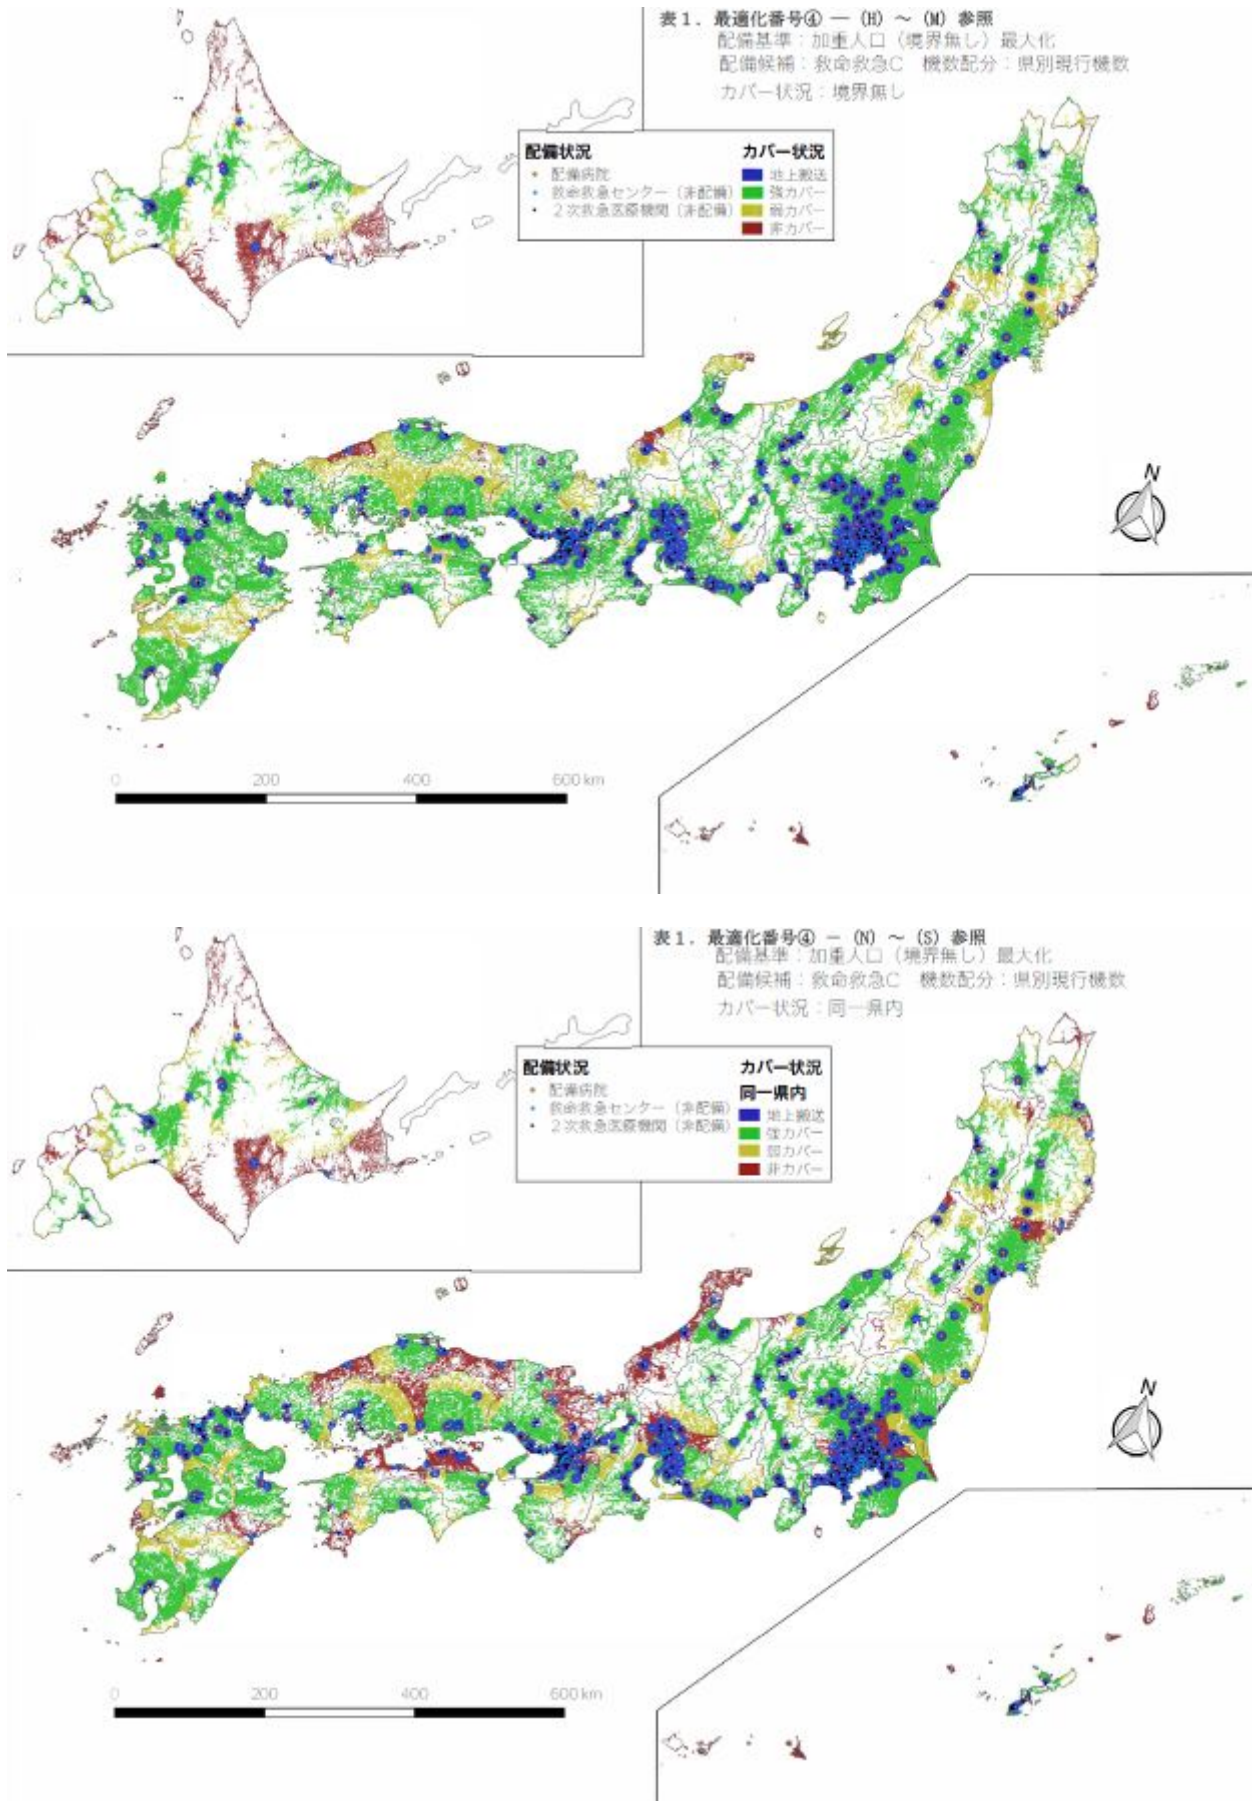 表1. 最適化番号④ － (H) ～ (M) 参照
配備基準：加重人口（境界無し）最大化
配備候補：救命救急C　機数配分：県別現行機数
カバー状況：境界無し
配備状況
配備病院
救命救急センター（非配備）
２次救急医療機関（非配備）
カバー状況
地上搬送
強カバー
弱カバー
非カバー
N
0 200 400 600 km
表1. 最適化番号④ － (N) ～ (S) 参照
配備基準：加重人口（境界無し）最大化
配備候補：救命救急C　機数配分：県別現行機数
カバー状況：同一県内
配備状況
配備病院
救命救急センター（非配備）
２次救急医療機関（非配備）
カバー状況
同一県内
地上搬送
強カバー
弱カバー
非カバー
N
0 200 400 600 km